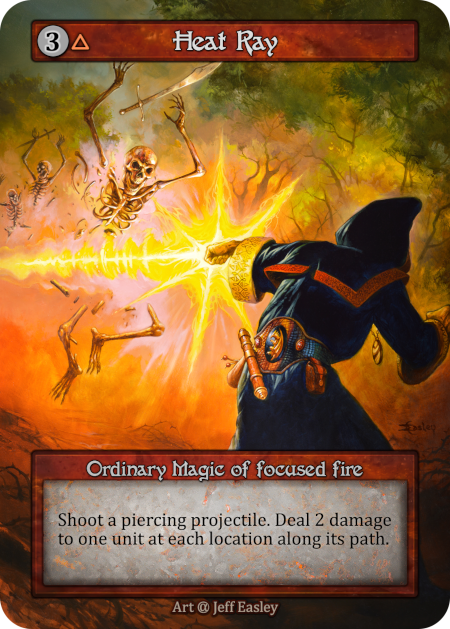 3
Heat Ray
Easley
Ordinary Magic of focused fire
Shoot a piercing projectile. Deal 2 damage
to one unit at each location along its path.
Art @ Jeff Easley